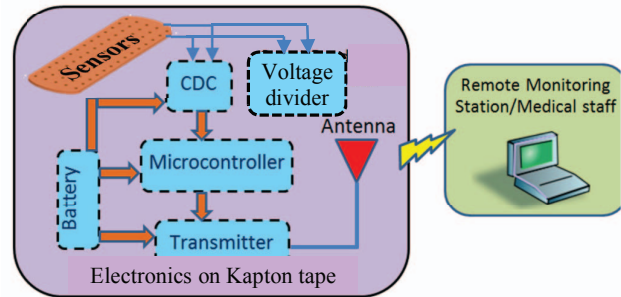 Sensors
CDC
Voltage
divider
Antenna
Microcontroller
Battery
Transmitter
Electronics on Kapton tape
Remote Monitoring
Station/Medical staff